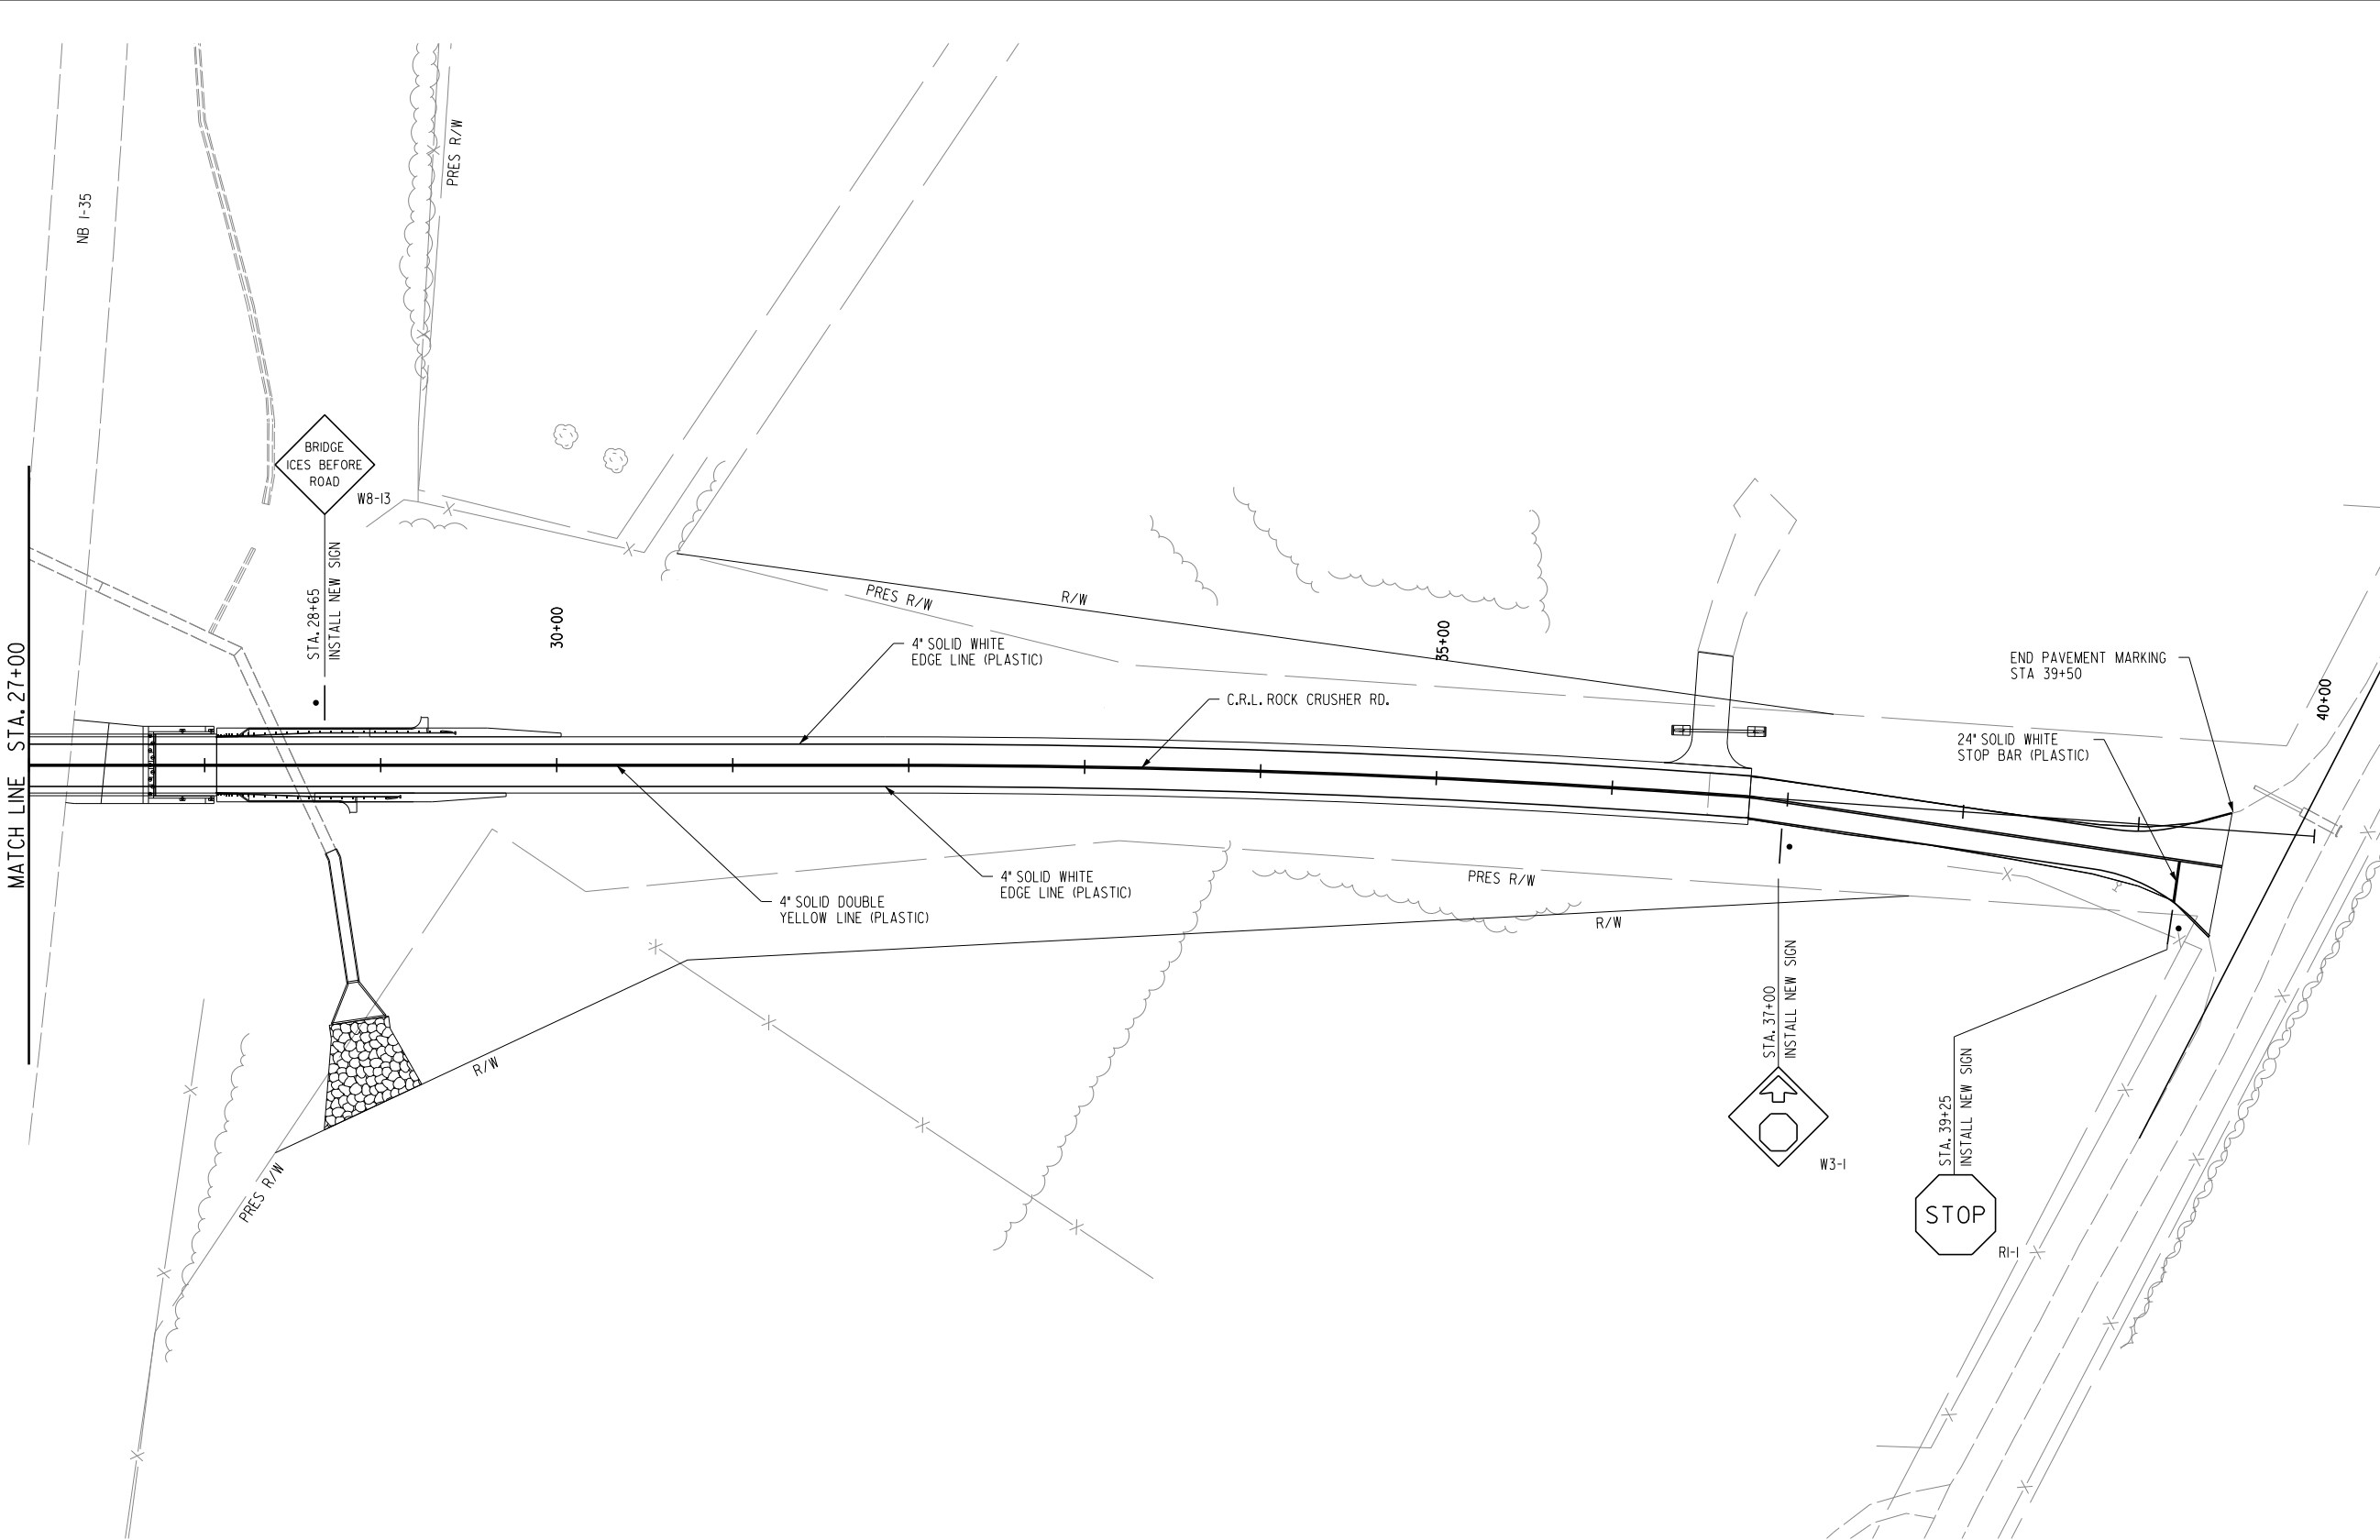 NB I-35
PRES R/W
BRIDGE
ICES BEFORE
ROAD
W8-13
STA. 28+65
INSTALL NEW SIGN
MATCH LINE STA. 27+00
30+00
PRES R/W
R/W
4" SOLID WHITE
EDGE LINE (PLASTIC)
C.R.L. ROCK CRUSHER RD.
35+00
END PAVEMENT MARKING
STA 39+50
40+00
24" SOLID WHITE
STOP BAR (PLASTIC)
4" SOLID DOUBLE
YELLOW LINE (PLASTIC)
4" SOLID WHITE
EDGE LINE (PLASTIC)
PRES R/W
R/W
R/W
PRES R/W
STA. 37+00
INSTALL NEW SIGN
W3-1
STA. 39+25
INSTALL NEW SIGN
STOP
R1-1